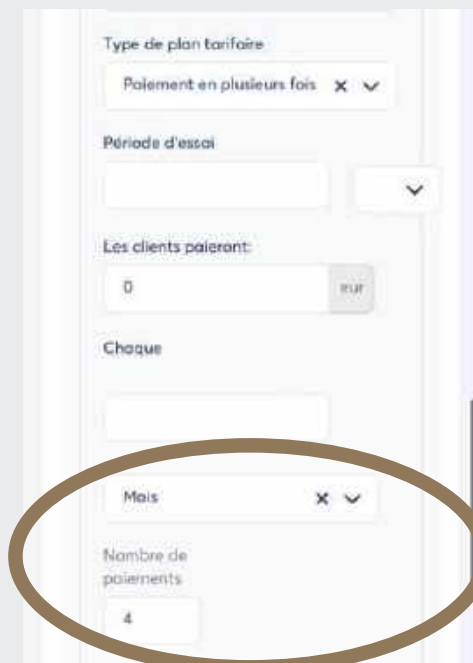 Type de plan tarifaire
Paiement en plusieurs fois
Période d'essai
Les clients paieront:
0 eur
Chaque
Mois
Nombre de
paiements
4